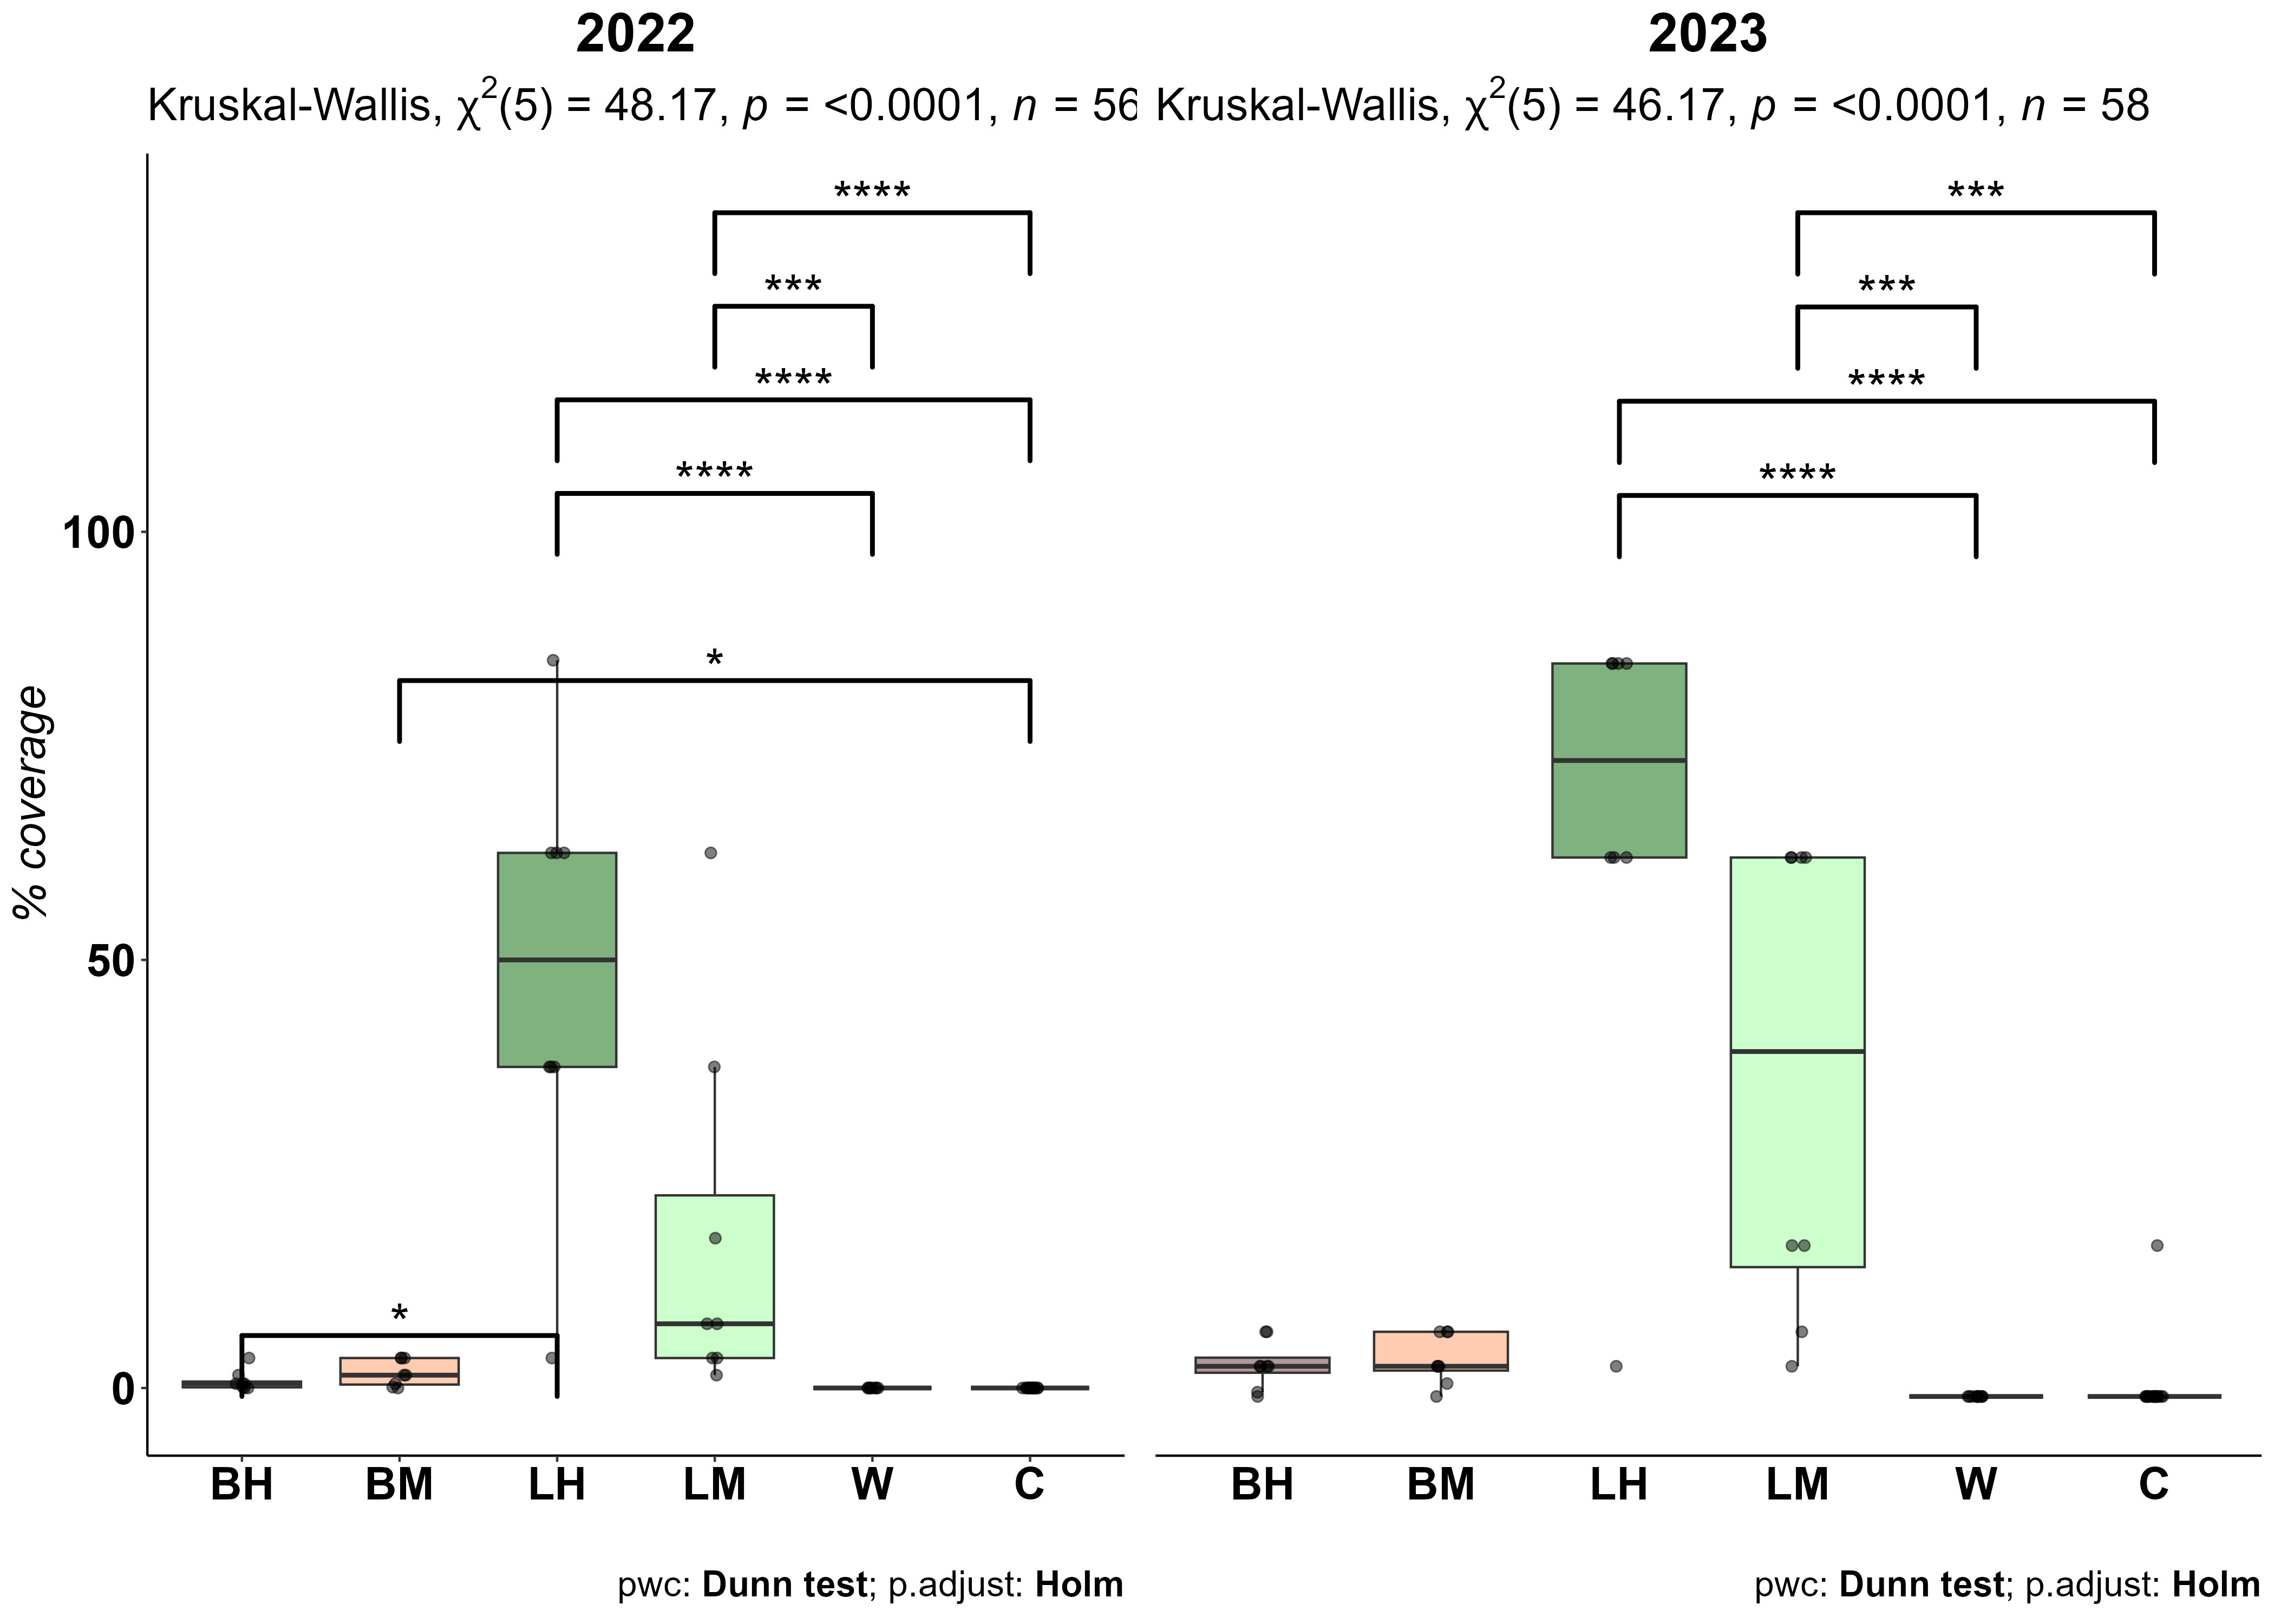 2022
2023
Kruskal-Wallis, χ²(5) = 48.17, p = <0.0001, n = 56
Kruskal-Wallis, χ²(5) = 46.17, p = <0.0001, n = 58
****
***
****
****
*
*
***
***
****
****
% coverage
100
50
0
BH BM LH LM W C
BH BM LH LM W C
pwc: Dunn test; p.adjust: Holm
pwc: Dunn test; p.adjust: Holm